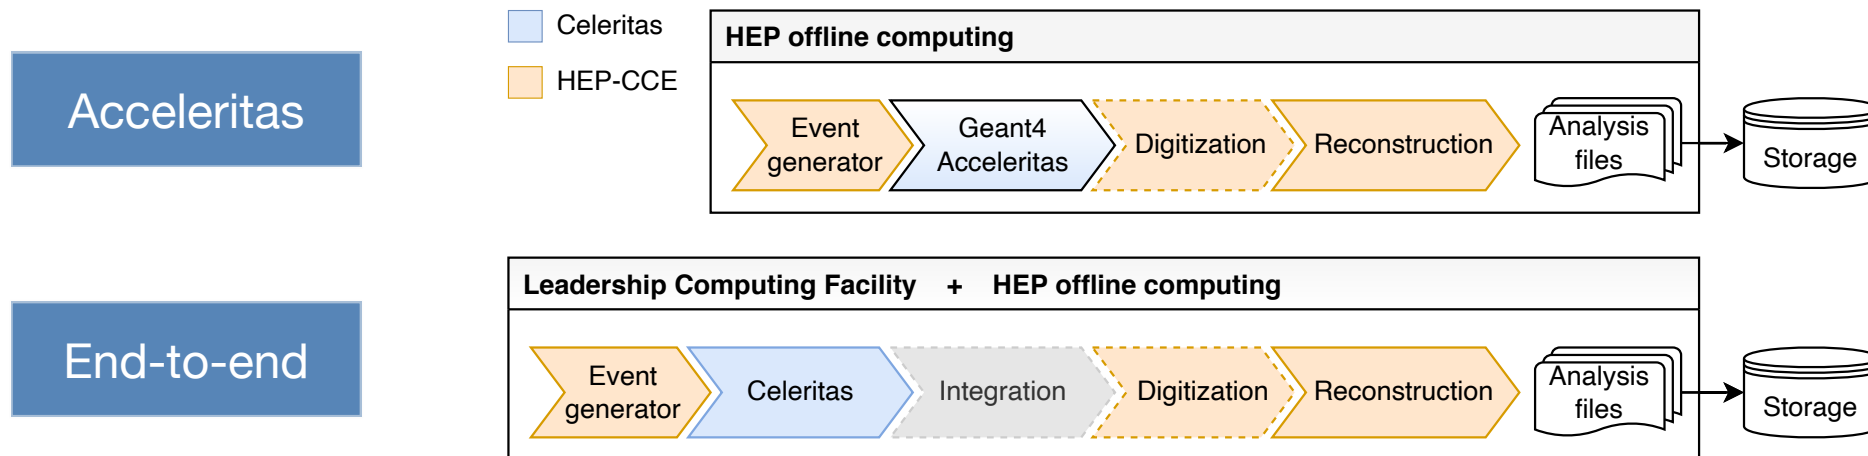 Acceleritas
Celeritas
HEP-CCE
HEP offline computing
Event
generator
Geant4
Acceleritas
Digitization
Reconstruction
Analysis
files
Storage
End-to-end
Leadership Computing Facility + HEP offline computing
Event
generator
Celeritas
Integration
Digitization
Reconstruction
Analysis
files
Storage